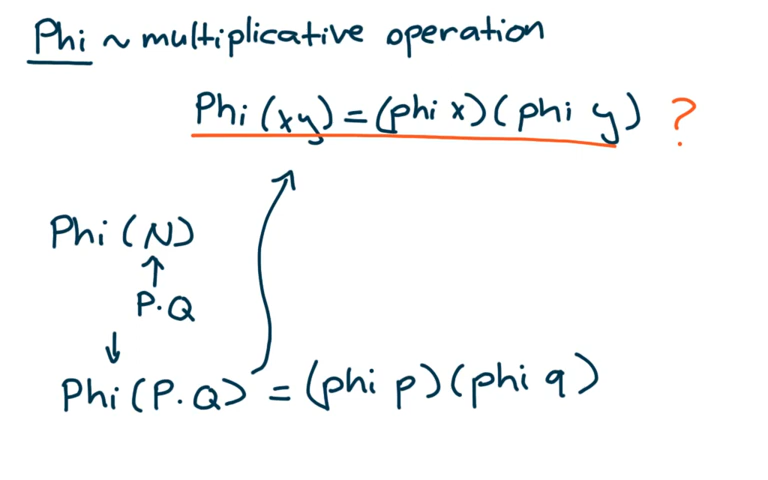 Phi ~ multiplicative operation
Phi (xy) = (phi x)(phi y) ?
Phi (N)
↑
P.Q
↓
Phi (P.Q) = (phi p)(phi q)